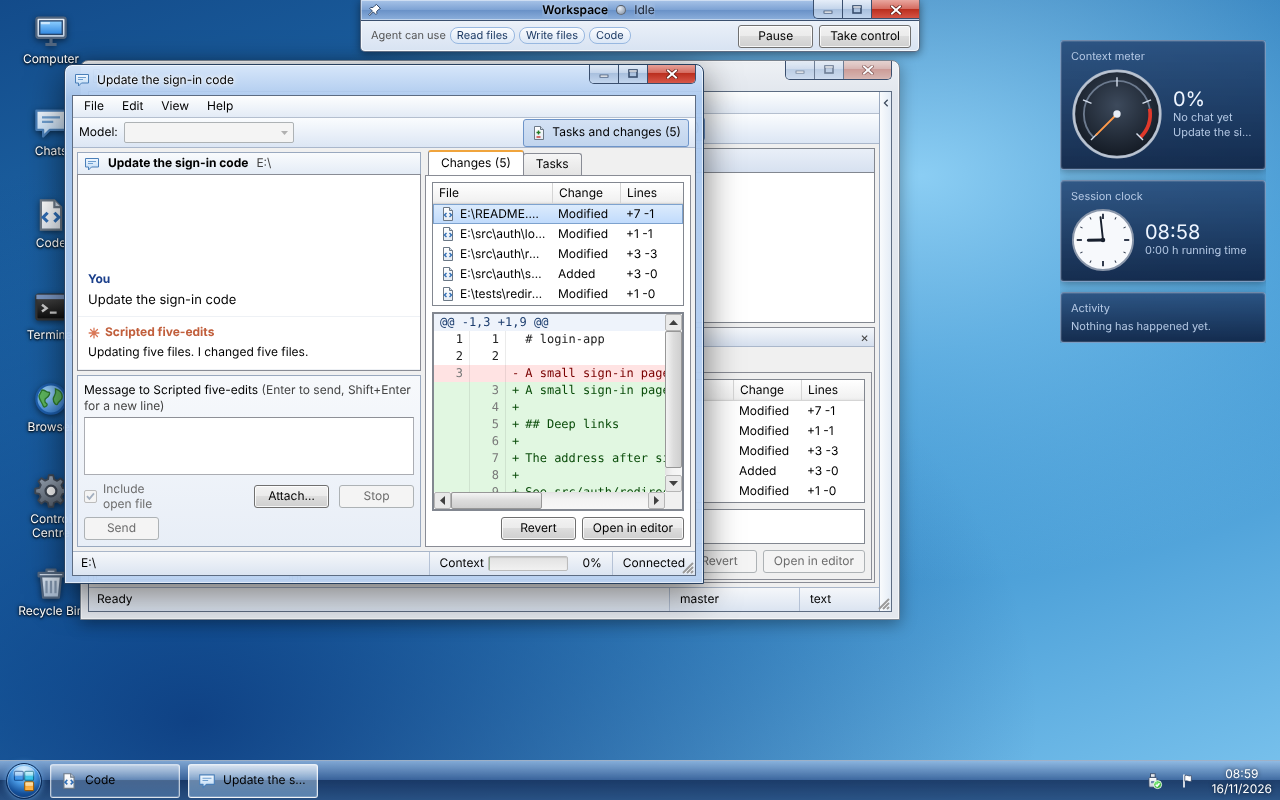 Workspace
Idle
Agent can use
Read files
Write files
Code
Pause
Take control
Computer
Chats
Code
Control
Recycle Bin
Update the sign-in code
File
Edit
View
Help
Model:
Tasks and changes (5)
Update the sign-in code
E:\
You
Update the sign-in code
Scripted five-edits
Updating five files. I changed five files.
Message to Scripted five-edits (Enter to send, Shift+Enter
for a new line)
Include
open file
Attach...
Stop
Send
Changes (5)
Tasks
File
Change
Lines
E:\README....
Modified
+7 -1
E:\src\auth\lo...
Modified
+1 -1
E:\src\auth\r...
Modified
+3 -3
E:\src\auth\s...
Added
+3 -0
E:\tests\redir...
Modified
+1 -0
@@ -1,3 +1,9 @@
1 1 # login-app
2 2
3 - A small sign-in page
3 + A small sign-in page
4 +
5 + ## Deep links
6 +
7 + The address after si
8 +
9 + See src/auth/redire
Revert
Open in editor
E:\
Context
0%
Connected
Change
Lines
Modified
+7 -1
Modified
+1 -1
Modified
+3 -3
Added
+3 -0
Modified
+1 -0
Revert
Open in editor
Ready
master
text
Context meter
0%
No chat yet
Update the si...
Session clock
08:58
0:00 h running time
Activity
Nothing has happened yet.
Code
Update the s...
08:59
16/11/2026